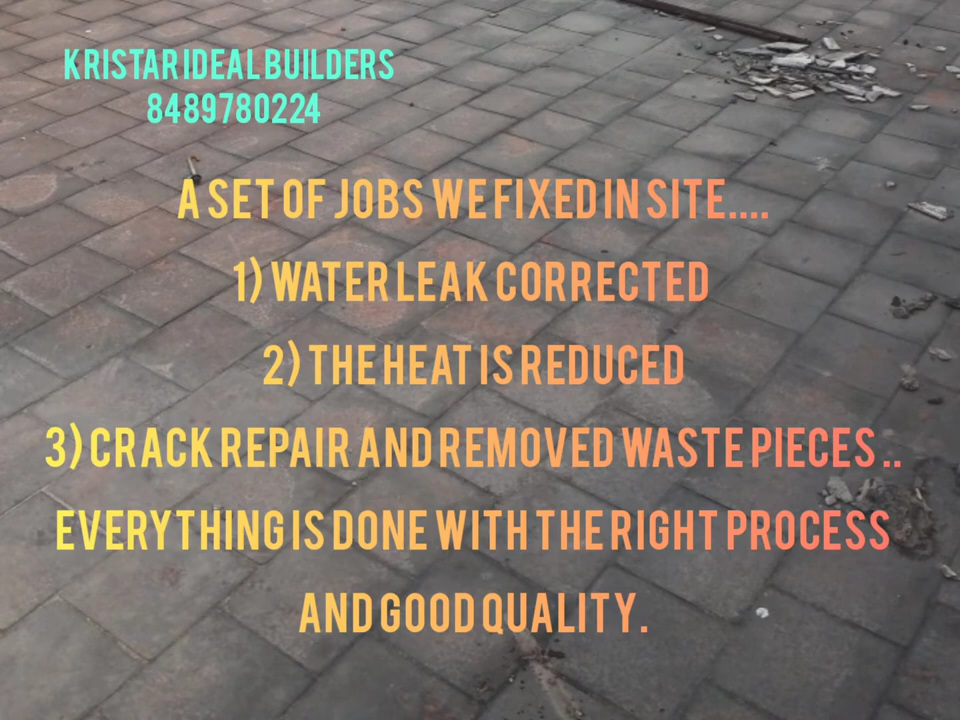 KRISTAR IDEAL BUILDERS
8489780224
A SET OF JOBS WE FIXED IN SITE....
1) WATER LEAK CORRECTED
2) THE HEAT IS REDUCED
3) CRACK REPAIR AND REMOVED WASTE PIECES ..
EVERYTHING IS DONE WITH THE RIGHT PROCESS
AND GOOD QUALITY.